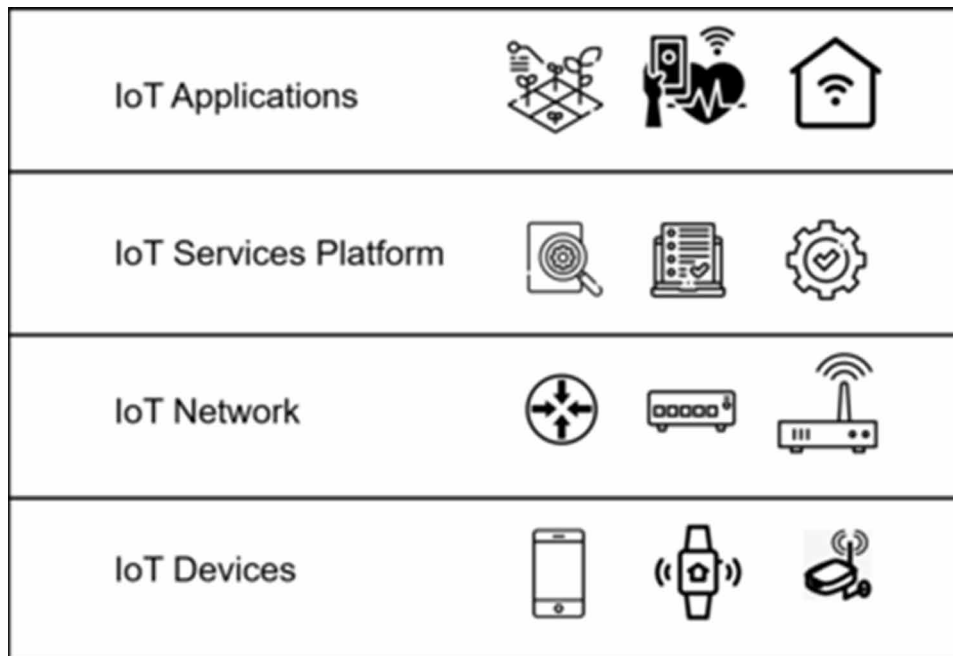 IoT Applications
IoT Services Platform
IoT Network
IoT Devices